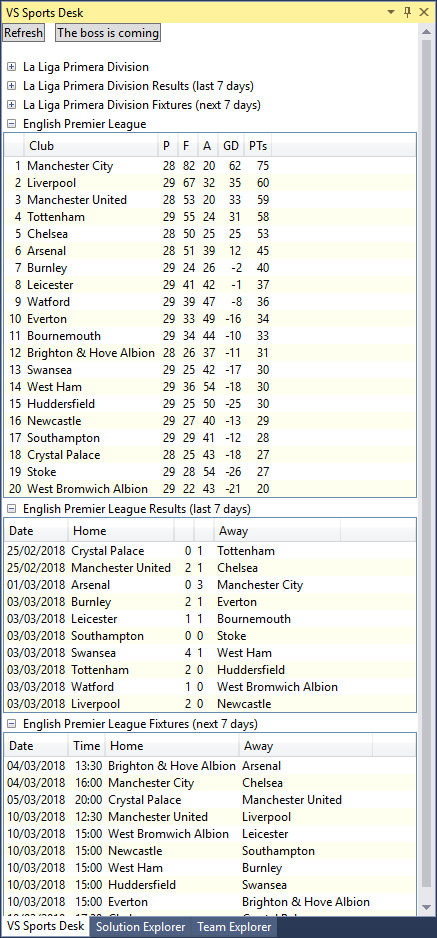 VS Sports Desk
Refresh The boss is coming
La Liga Primera Division
La Liga Primera Division Results (last 7 days)
La Liga Primera Division Fixtures (next 7 days)
English Premier League
Club P F A GD PTs
1 Manchester City 28 82 20 62 75
2 Liverpool 29 67 32 35 60
3 Manchester United 28 53 20 33 59
4 Tottenham 29 55 24 31 58
5 Chelsea 28 50 25 25 53
6 Arsenal 28 51 39 12 45
7 Burnley 29 24 26 -2 40
8 Leicester 29 41 42 -1 37
9 Watford 29 39 47 -8 36
10 Everton 29 33 49 -16 34
11 Bournemouth 29 34 44 -10 33
12 Brighton & Hove Albion 28 26 37 -11 31
13 Swansea 29 25 42 -17 30
14 West Ham 29 36 54 -18 30
15 Huddersfield 29 25 50 -25 30
16 Newcastle 29 27 40 -13 29
17 Southampton 29 29 41 -12 28
18 Crystal Palace 28 25 43 -18 27
19 Stoke 29 28 54 -26 27
20 West Bromwich Albion 29 22 43 -21 20
English Premier League Results (last 7 days)
Date Home Away
25/02/2018 Crystal Palace 0 1 Tottenham
25/02/2018 Manchester United 2 1 Chelsea
01/03/2018 Arsenal 0 3 Manchester City
03/03/2018 Burnley 2 1 Everton
03/03/2018 Leicester 1 1 Bournemouth
03/03/2018 Southampton 0 0 Stoke
03/03/2018 Swansea 4 1 West Ham
03/03/2018 Tottenham 2 0 Huddersfield
03/03/2018 Watford 1 0 West Bromwich Albion
03/03/2018 Liverpool 2 0 Newcastle
English Premier League Fixtures (next 7 days)
Date Time Home Away
04/03/2018 13:30 Brighton & Hove Albion Arsenal
04/03/2018 16:00 Manchester City Chelsea
05/03/2018 20:00 Crystal Palace Manchester United
10/03/2018 12:30 Manchester United Liverpool
10/03/2018 15:00 West Bromwich Albion Leicester
10/03/2018 15:00 Newcastle Southampton
10/03/2018 15:00 West Ham Burnley
10/03/2018 15:00 Huddersfield Swansea
10/03/2018 15:00 Everton Brighton & Hove Albion
VS Sports Desk Solution Explorer Team Explorer